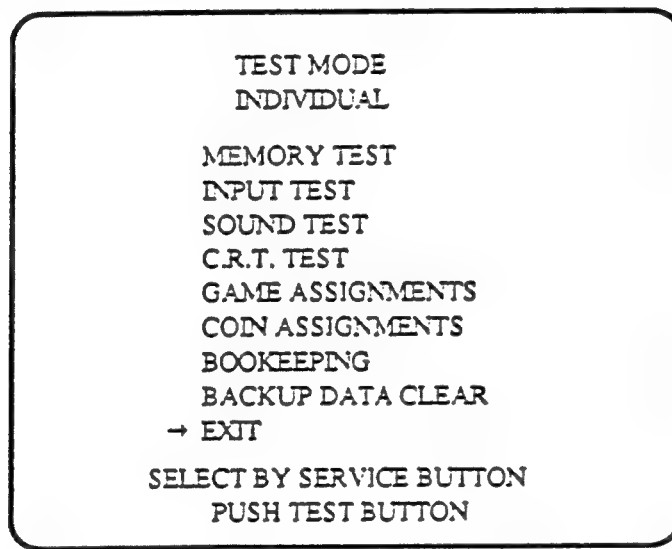 TEST MODE
INDIVIDUAL
MEMORY TEST
INPUT TEST
SOUND TEST
C.R.T. TEST
GAME ASSIGNMENTS
COIN ASSIGNMENTS
BOOKEEPING
BACKUP DATA CLEAR
→ EXIT
SELECT BY SERVICE BUTTON
PUSH TEST BUTTON